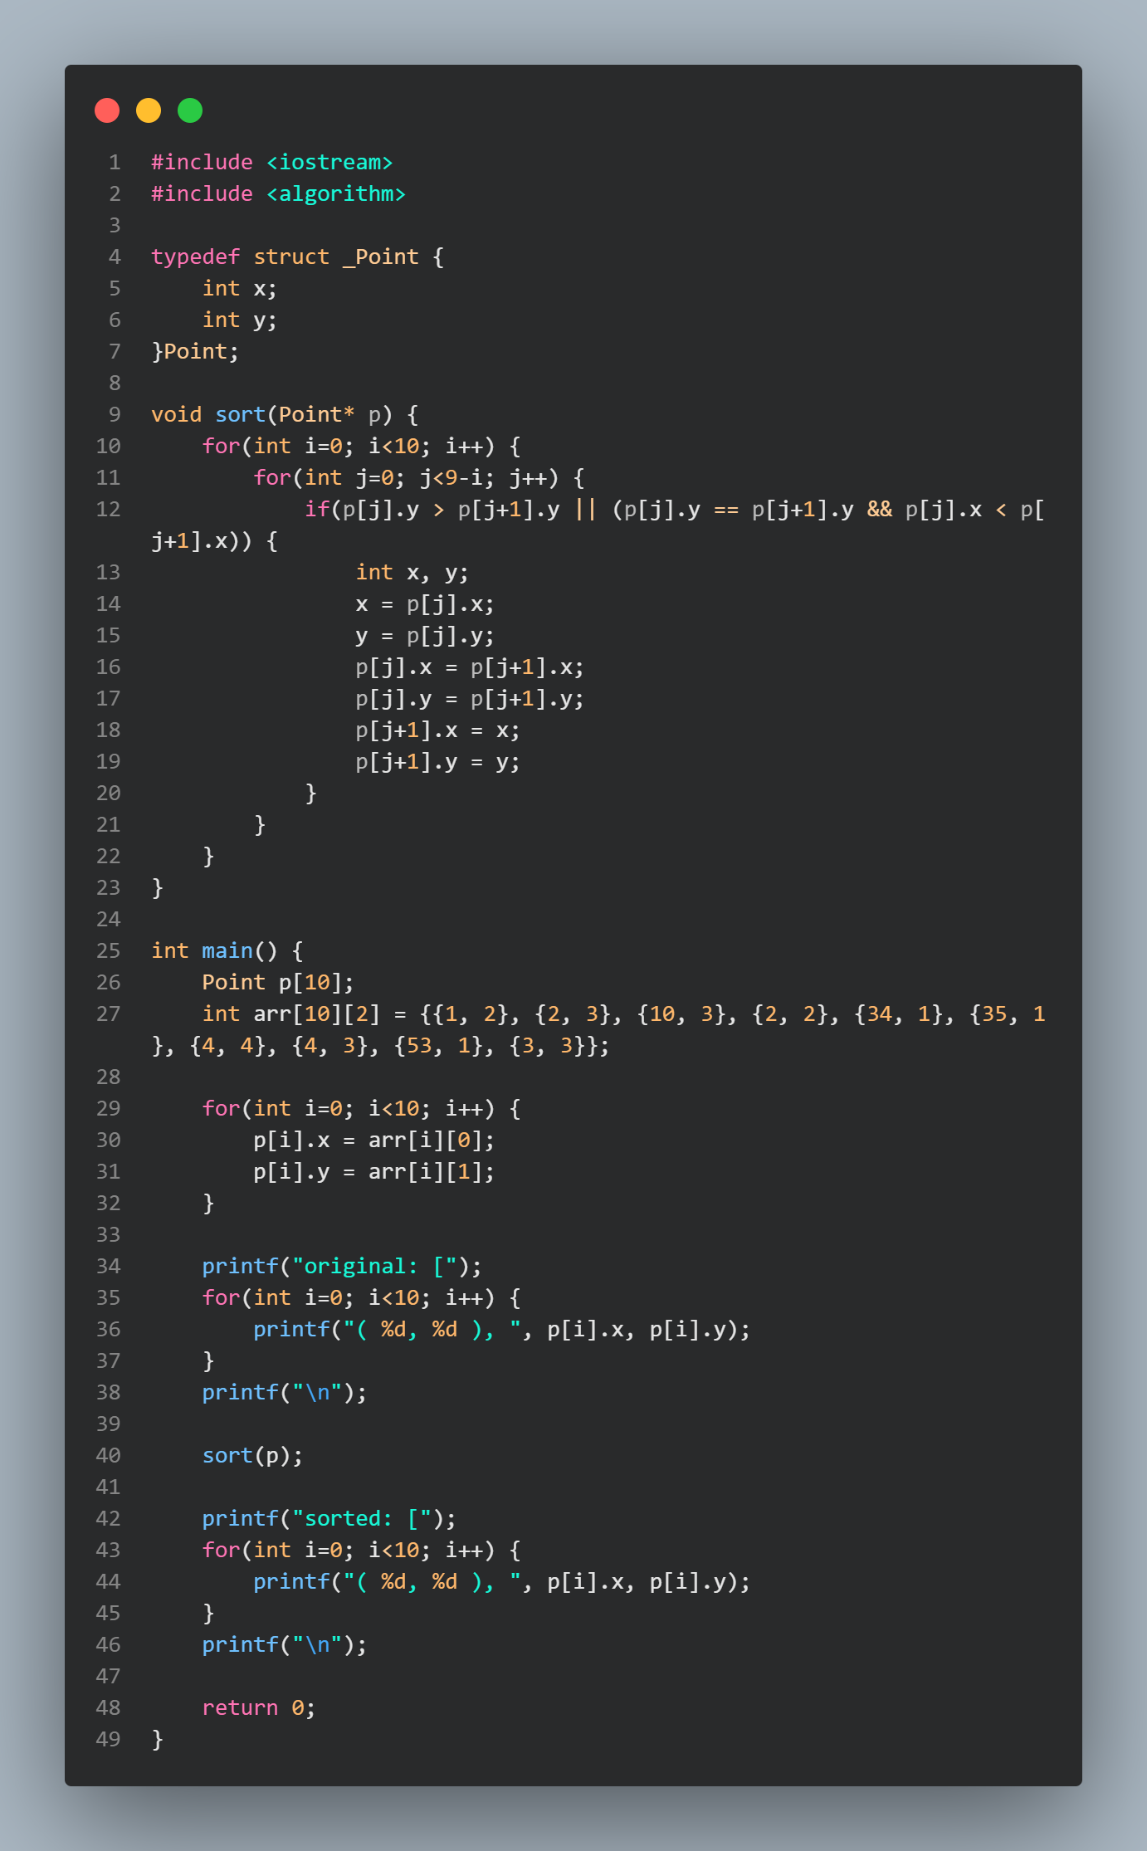 1 #include <iostream>
2 #include <algorithm>
3
4 typedef struct _Point {
5     int x;
6     int y;
7 }Point;
8
9 void sort(Point* p) {
10     for(int i=0; i<10; i++) {
11         for(int j=0; j<9-i; j++) {
12             if(p[j].y > p[j+1].y || (p[j].y == p[j+1].y && p[j].x < p[
j+1].x)) {
13                 int x, y;
14                 x = p[j].x;
15                 y = p[j].y;
16                 p[j].x = p[j+1].x;
17                 p[j].y = p[j+1].y;
18                 p[j+1].x = x;
19                 p[j+1].y = y;
20             }
21         }
22     }
23 }
24
25 int main() {
26     Point p[10];
27     int arr[10][2] = {{1, 2}, {2, 3}, {10, 3}, {2, 2}, {34, 1}, {35, 1
}, {4, 4}, {4, 3}, {53, 1}, {3, 3}};
28
29     for(int i=0; i<10; i++) {
30         p[i].x = arr[i][0];
31         p[i].y = arr[i][1];
32     }
33
34     printf("original: [");
35     for(int i=0; i<10; i++) {
36         printf("( %d, %d ), ", p[i].x, p[i].y);
37     }
38     printf("\n");
39
40     sort(p);
41
42     printf("sorted: [");
43     for(int i=0; i<10; i++) {
44         printf("( %d, %d ), ", p[i].x, p[i].y);
45     }
46     printf("\n");
47
48     return 0;
49 }